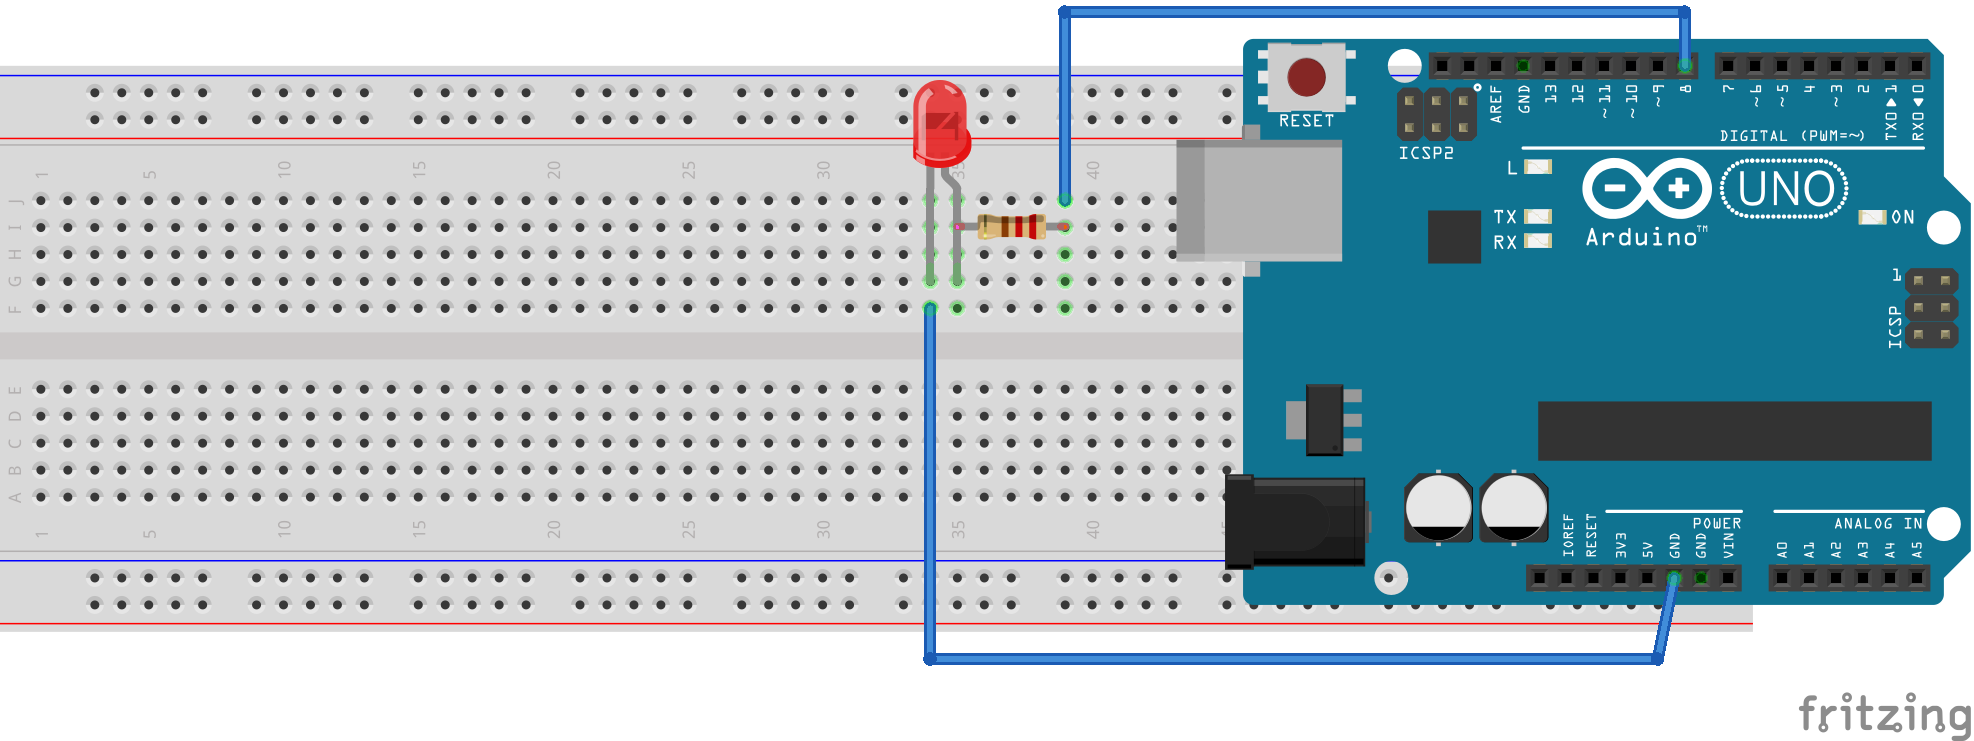 RESET
ICSP2
AREF
GND
13
12
~11
~10
~9
8
7
~6
~5
4
~3
2
TX0▶1
RX0◀0
DIGITAL (PWM=~)
L
TX
RX
Arduino™
UNO
ON
1
ICSP
1 5 10 15 20 25 30 35 40
J
I
H
G
F
E
D
C
B
A
1 5 10 15 20 25 30 35 40
IOREF
RESET
3V3
5V
GND
GND
VIN
POWER
ANALOG IN
A0
A1
A2
A3
A4
A5
fritzing